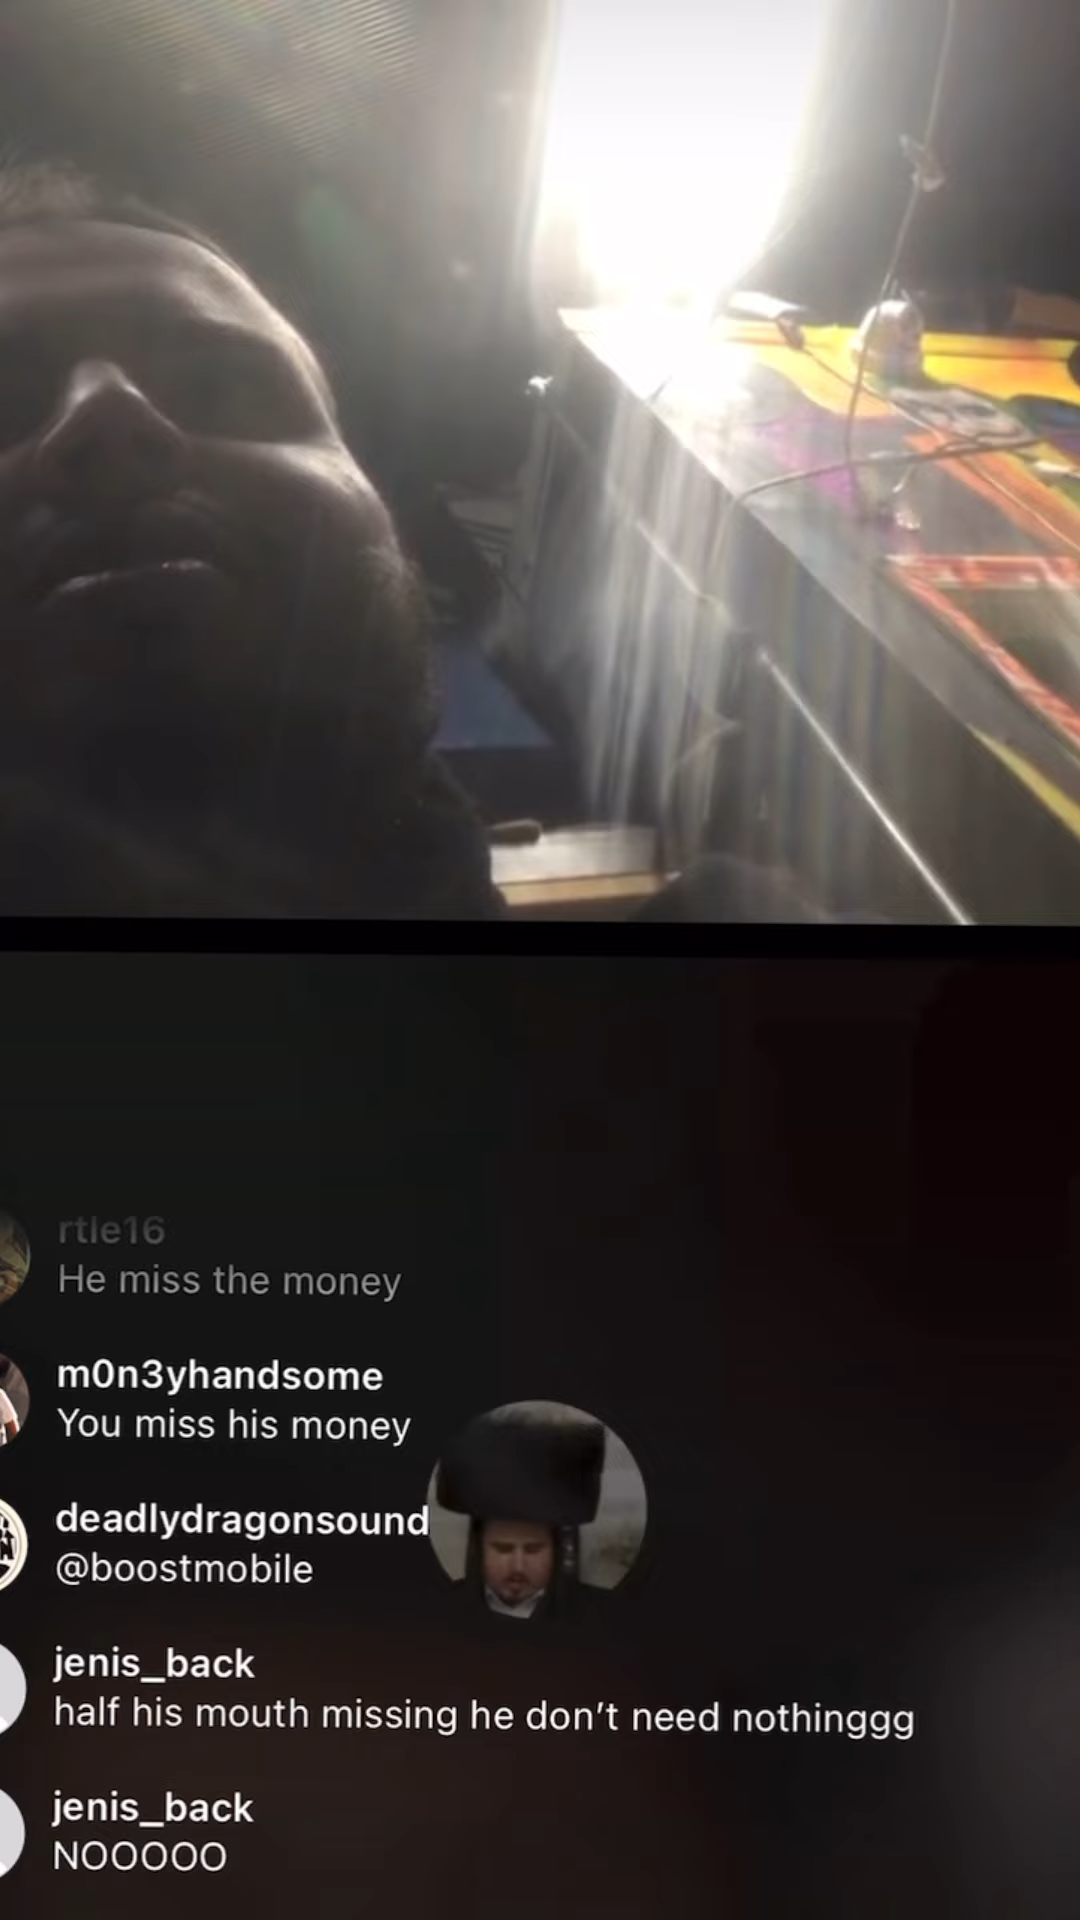 rtle16
He miss the money
m0n3yhandsome
You miss his money
deadlydragonsound
@boostmobile
jenis_back
half his mouth missing he don't need nothinggg
jenis_back
NOOOOO